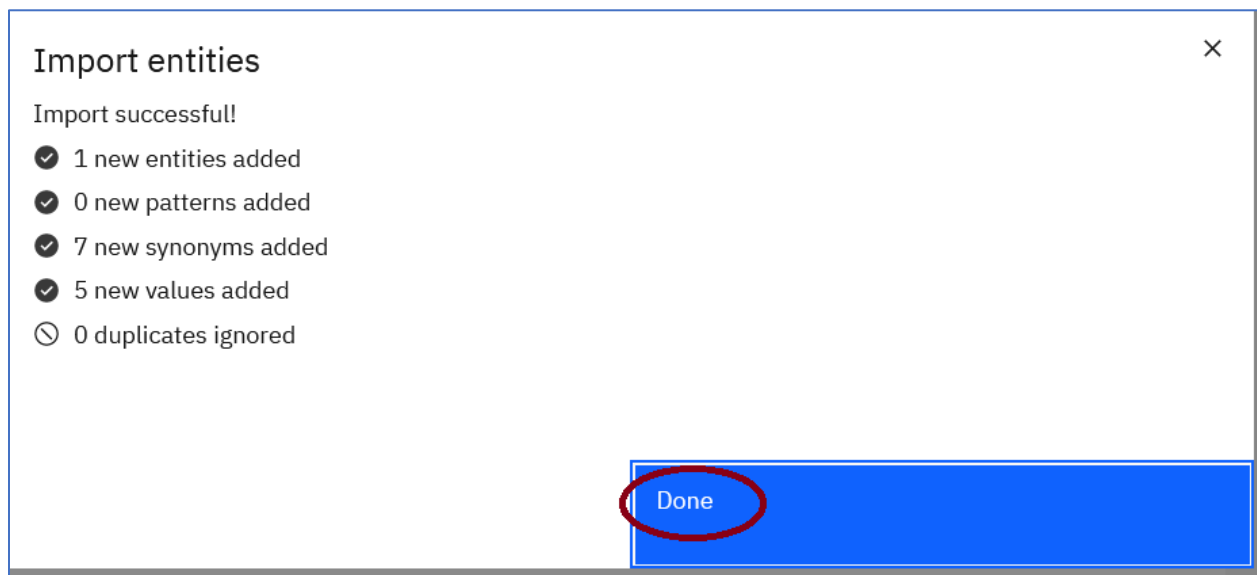 Import entities
Import successful!
1 new entities added
0 new patterns added
7 new synonyms added
5 new values added
0 duplicates ignored
Done